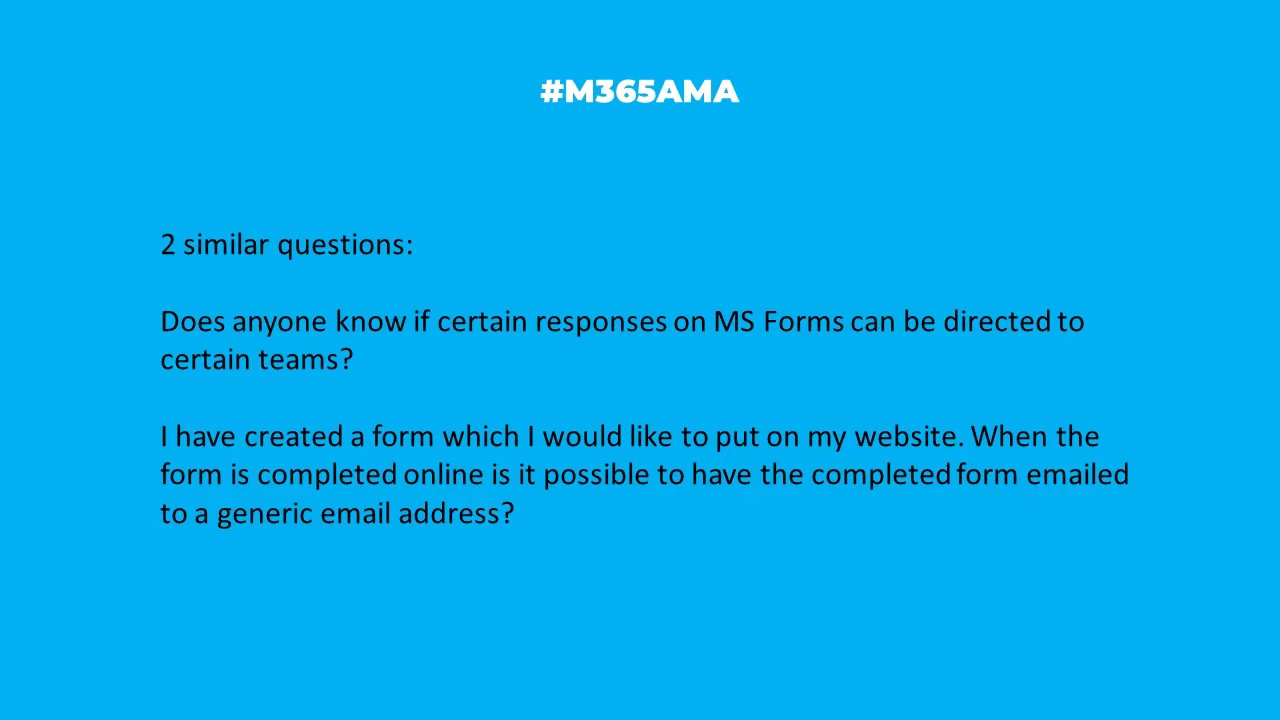 #M365AMA
2 similar questions:
Does anyone know if certain responses on MS Forms can be directed to
certain teams?
I have created a form which I would like to put on my website. When the
form is completed online is it possible to have the completed form emailed
to a generic email address?